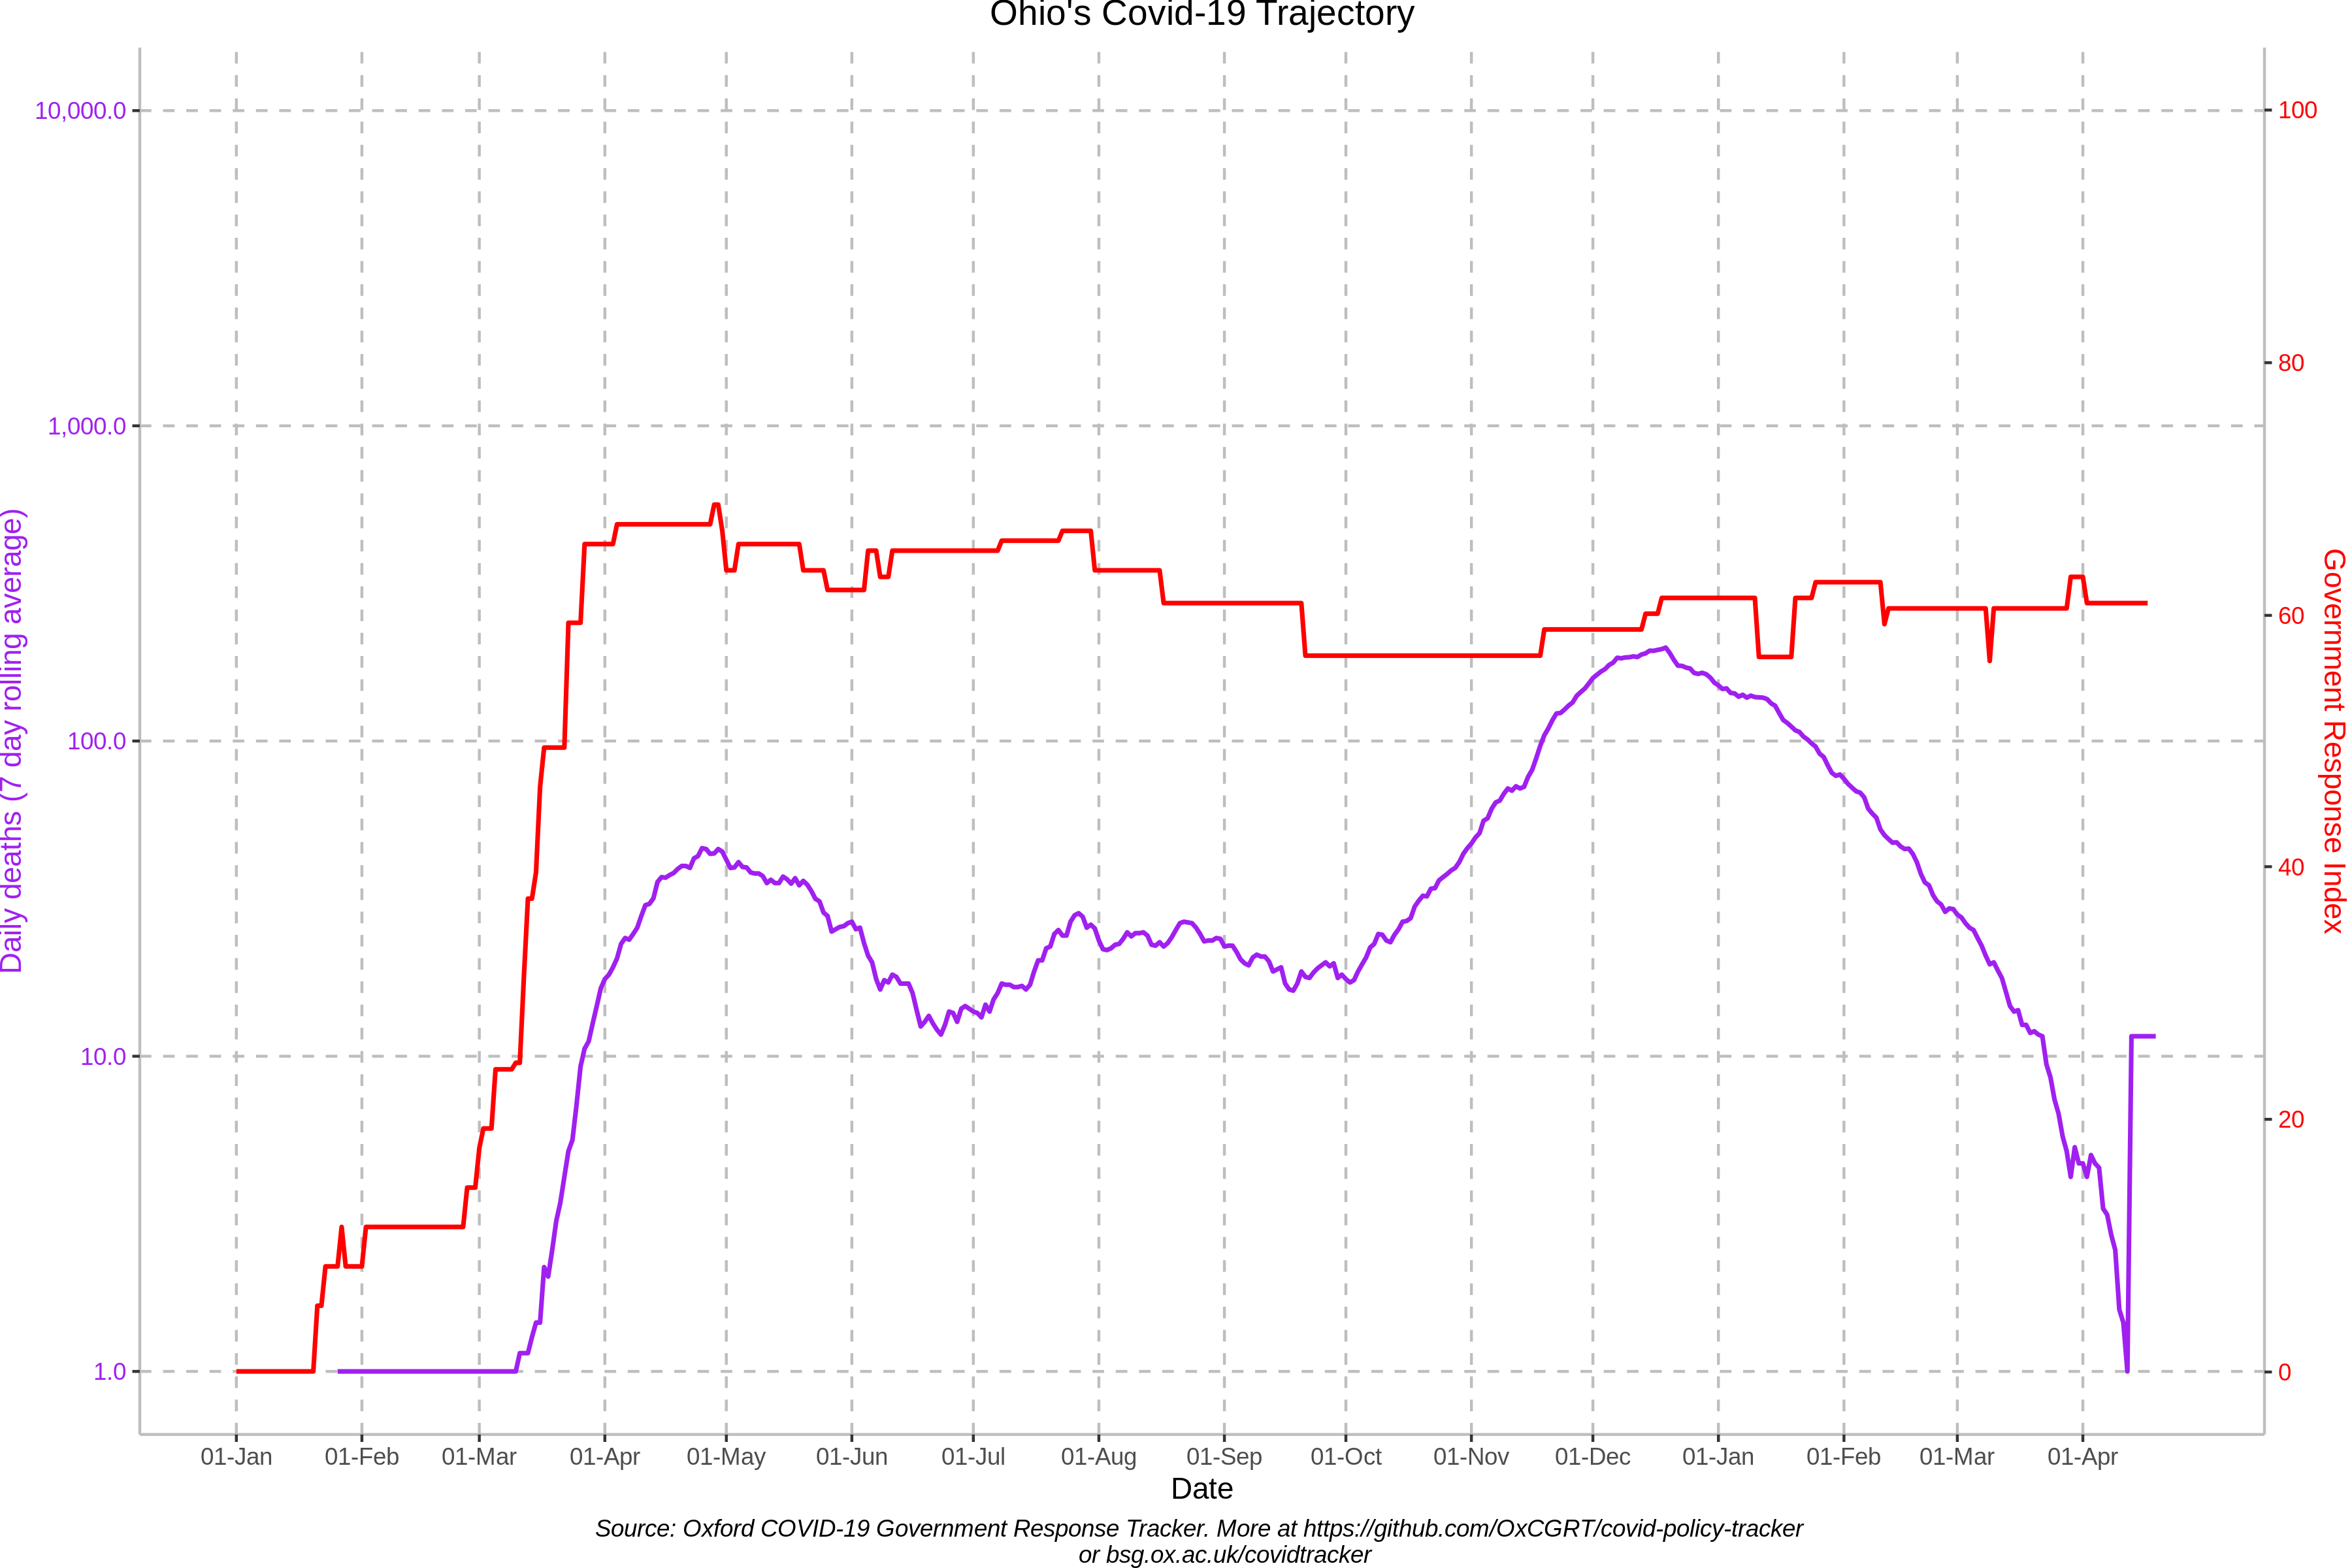 Ohio's Covid-19 Trajectory
10,000.0
1,000.0
100.0
10.0
1.0
Daily deaths (7 day rolling average)
100
80
60
40
20
0
Government Response Index
01-Jan 01-Feb 01-Mar 01-Apr 01-May 01-Jun 01-Jul 01-Aug 01-Sep 01-Oct 01-Nov 01-Dec 01-Jan 01-Feb 01-Mar 01-Apr
Date
Source: Oxford COVID-19 Government Response Tracker. More at https://github.com/OxCGRT/covid-policy-tracker
or bsg.ox.ac.uk/covidtracker